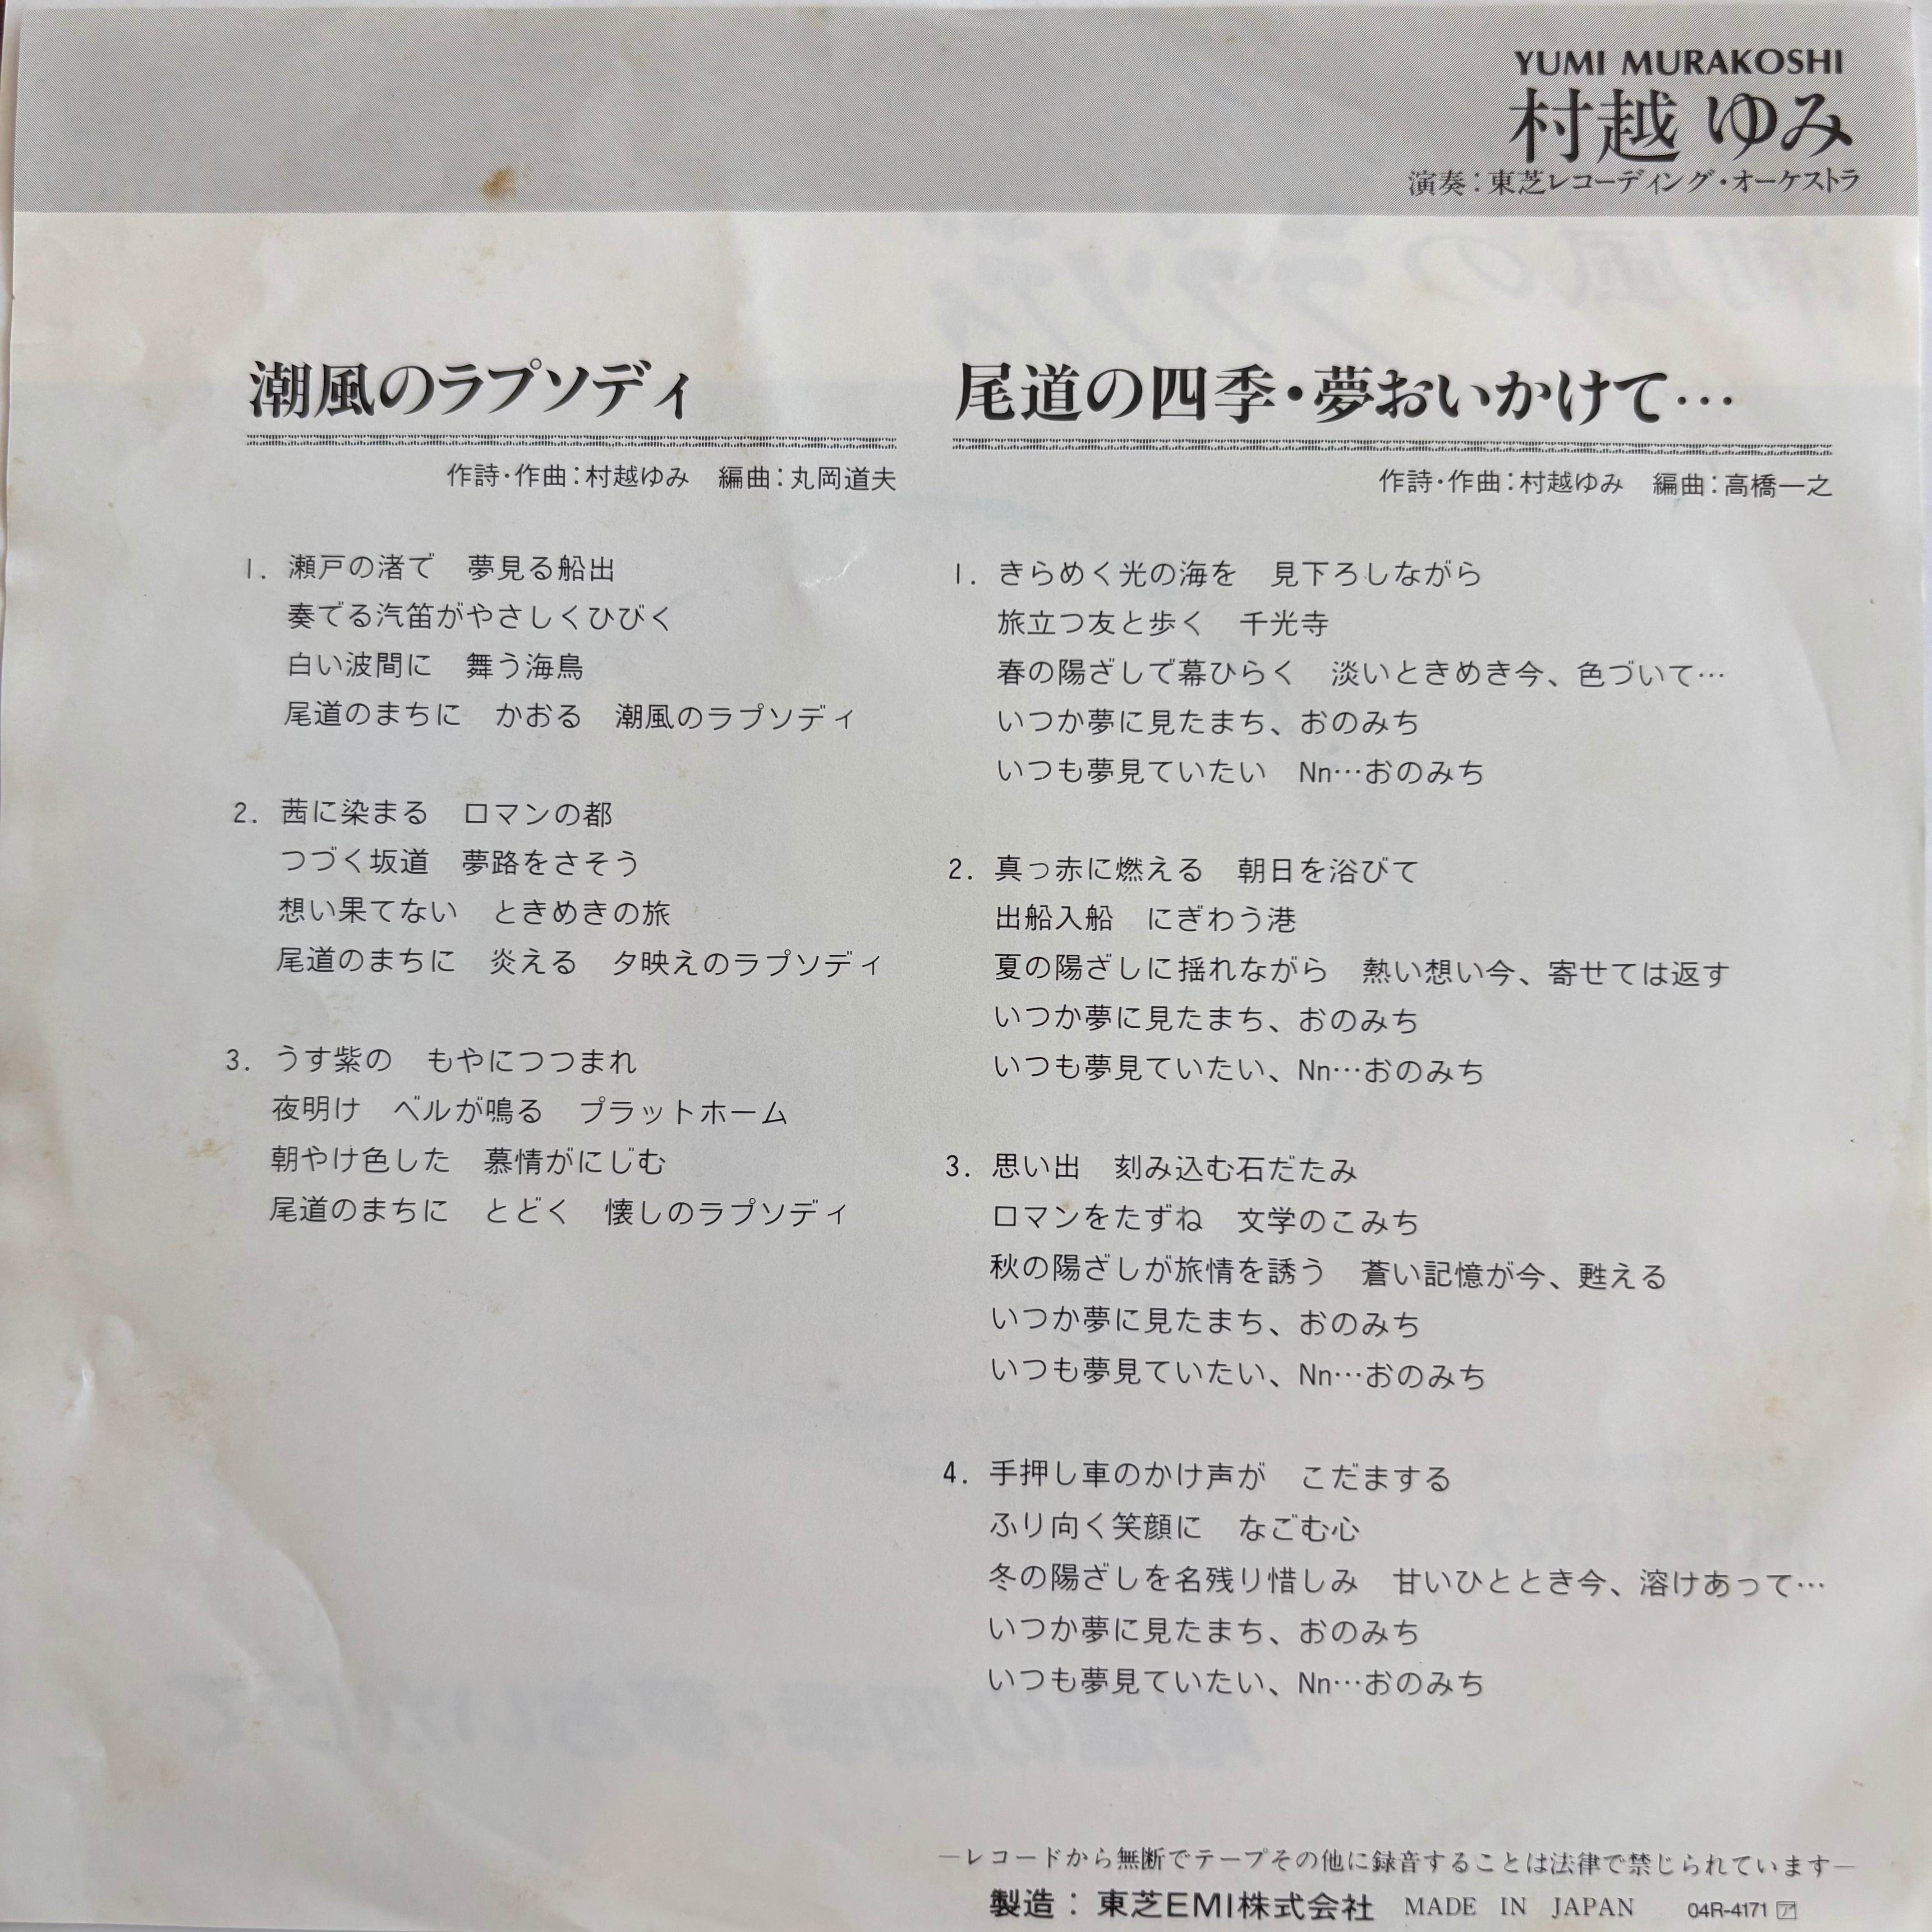 YUMI MURAKOSHI
村越 ゆみ
演奏：東芝レコーディング・オーケストラ
潮風のラプソディ
作詩・作曲：村越ゆみ　編曲：丸岡道夫
1. 瀬戸の渚で　夢見る船出
奏でる汽笛がやさしくひびく
白い波間に　舞う海鳥
尾道のまちに　かおる　潮風のラプソディ
2. 茜に染まる　ロマンの都
つづく坂道　夢路をさそう
想い果てない　ときめきの旅
尾道のまちに　炎える　夕映えのラプソディ
3. うす紫の　もやにつつまれ
夜明け　ベルが鳴る　プラットホーム
朝やけ色した　慕情がにじむ
尾道のまちに　とどく　懐しのラプソディ
尾道の四季・夢おいかけて…
作詩・作曲：村越ゆみ　編曲：高橋一之
1. きらめく光の海を　見下ろしながら
旅立つ友と歩く　千光寺
春の陽ざしで幕ひらく　淡いときめき今、色づいて…
いつか夢に見たまち、おのみち
いつも夢見ていたい　Nn…おのみち
2. 真っ赤に燃える　朝日を浴びて
出船入船　にぎわう港
夏の陽ざしに揺れながら　熱い想い今、寄せては返す
いつか夢に見たまち、おのみち
いつも夢見ていたい、Nn…おのみち
3. 思い出　刻み込む石だたみ
ロマンをたずね　文学のこみち
秋の陽ざしが旅情を誘う　蒼い記憶が今、甦える
いつか夢に見たまち、おのみち
いつも夢見ていたい、Nn…おのみち
4. 手押し車のかけ声が　こだまする
ふり向く笑顔に　なごむ心
冬の陽ざしを名残り惜しみ　甘いひととき今、溶けあって…
いつか夢に見たまち、おのみち
いつも夢見ていたい、Nn…おのみち
—レコードから無断でテープその他に録音することは法律で禁じられています—
製造：東芝EMI株式会社　MADE IN JAPAN　04R-4171 ア